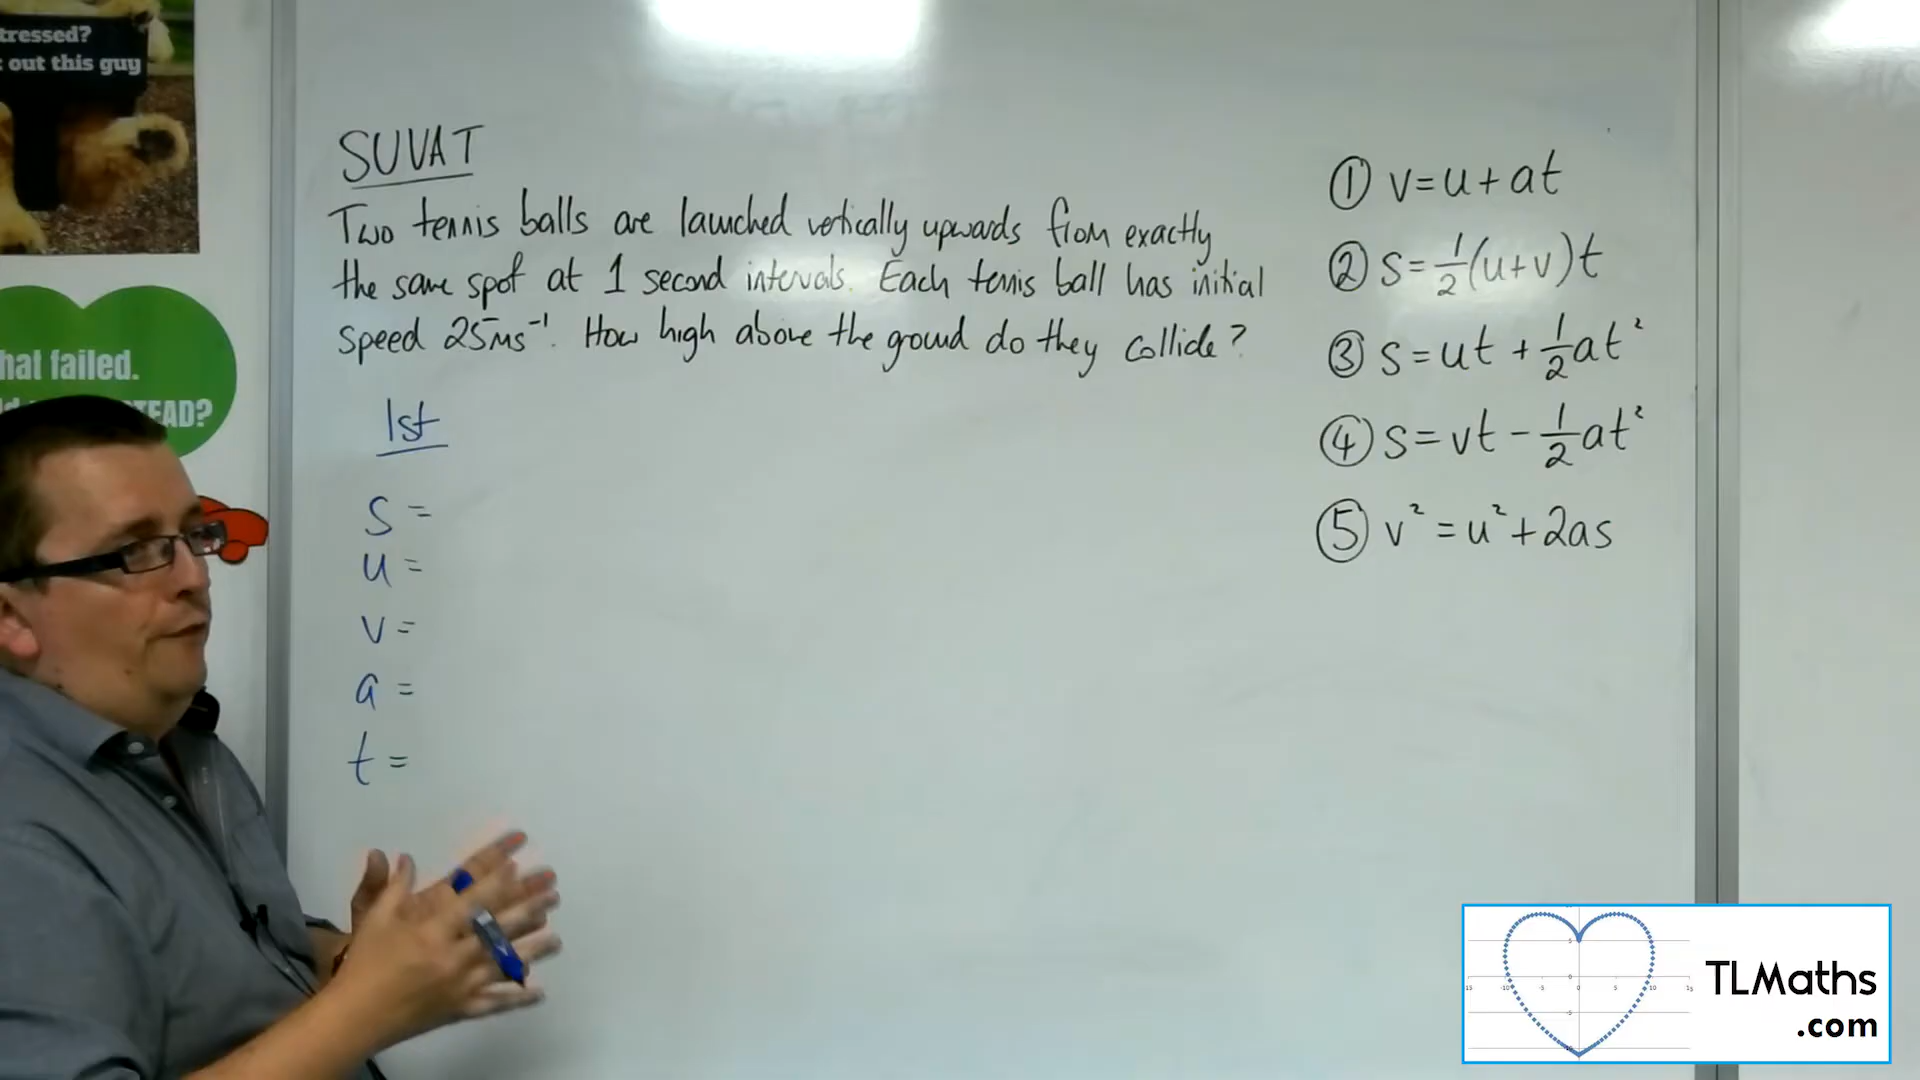 tressed?
out this guy
hat failed.
EAD?
SUVAT
Two tennis balls are launched vertically upwards from exactly
the same spot at 1 second intervals. Each tennis ball has initial
speed 25ms⁻¹. How high above the ground do they collide?
1st
s =
u =
v =
a =
t =
① v=u+at
② s=½(u+v)t
③ s=ut+½at²
④ s=vt-½at²
⑤ v²=u²+2as
TLMaths
.com